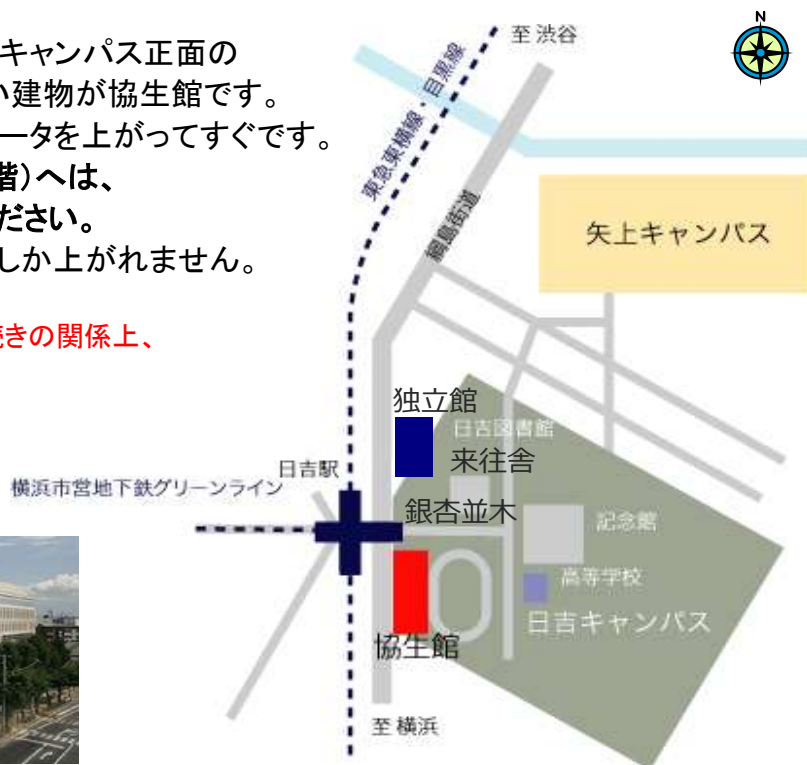 キャンパス正面の
い建物が協生館です。
ータを上がってすぐです。
階)へは、
ださい。
しか上がれません。
続きの関係上、
N
至 渋谷
東急東横線・目黒線
綱島街道
矢上キャンパス
独立館
日吉図書館
来往舎
日吉駅
横浜市営地下鉄グリーンライン
銀杏並木
記念館
高等学校
日吉キャンパス
協生館
至 横浜